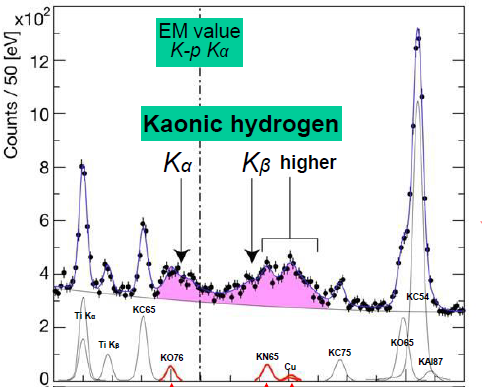 x10²
Counts / 50 [eV]
12
10
8
6
4
2
0
EM value
K-p Kα
Kaonic hydrogen
Kα
Kβ higher
Ti Kα
Ti Kβ
KC65
KO76
KN65
Cu
KC75
KO65
KC54
KAl87